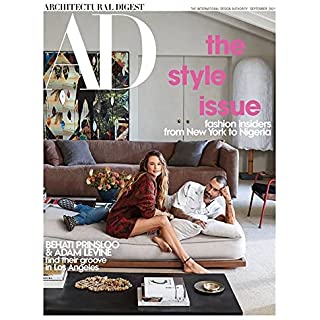 ARCHITECTURAL DIGEST
THE INTERNATIONAL DESIGN AUTHORITY SEPTEMBER 2021
AD
the
style
issue
fashion insiders
from New York to Nigeria
BEHATI PRINSLOO
& ADAM LEVINE
find their groove
in Los Angeles